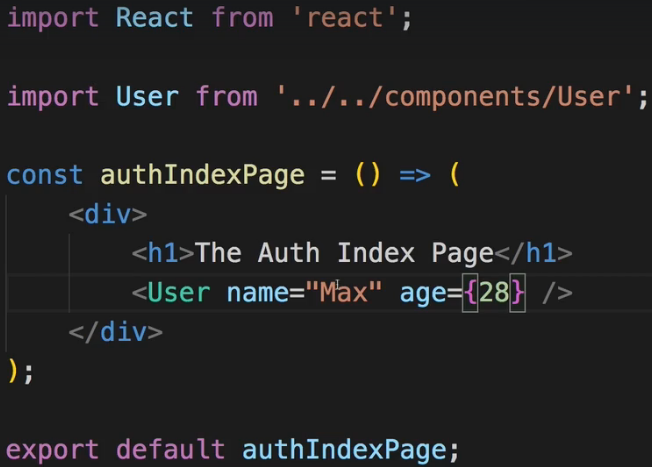 import React from 'react';
import User from '../../components/User';
const authIndexPage = () => (
<div>
<h1>The Auth Index Page</h1>
<User name="Max" age={28} />
</div>
);
export default authIndexPage;